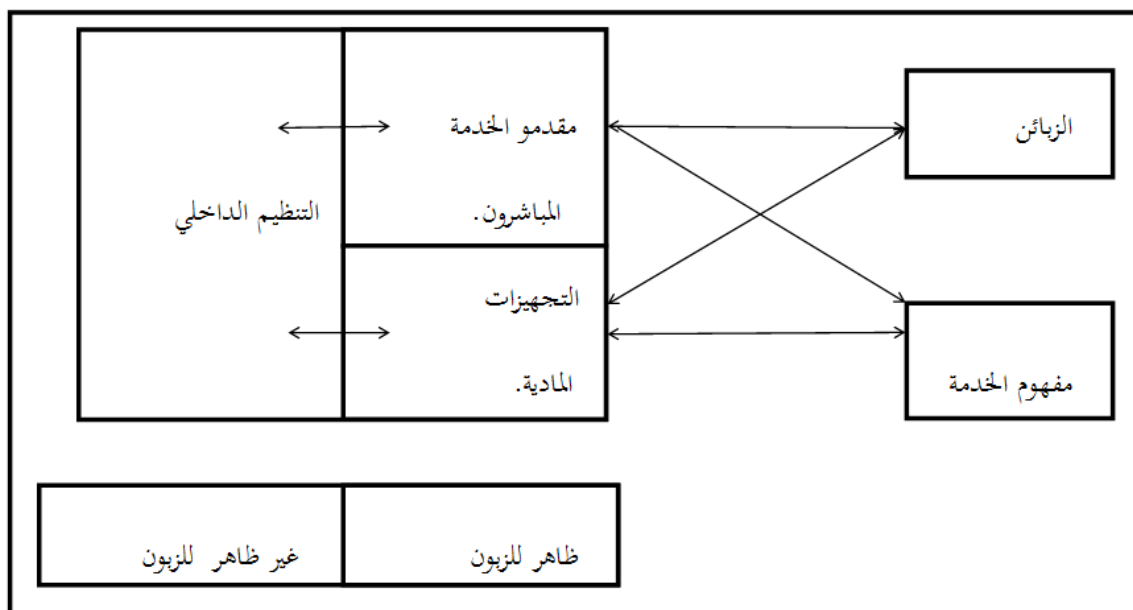 الزبائن
مقدمو الخدمة
المباشرون.
التنظيم الداخلي
التجهيزات
المادية.
مفهوم الخدمة
ظاهر للزبون
غير ظاهر للزبون